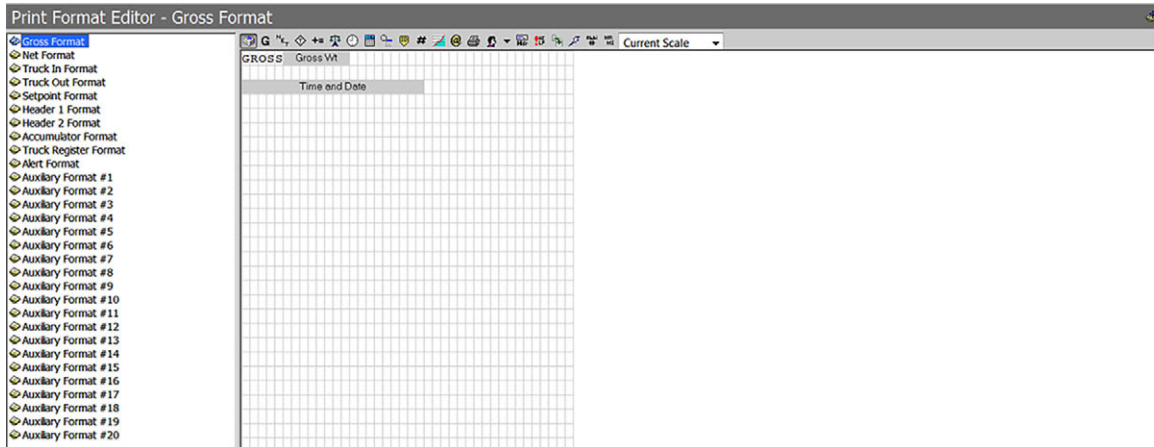 Print Format Editor - Gross Format
Gross Format
Net Format
Truck In Format
Truck Out Format
Setpoint Format
Header 1 Format
Header 2 Format
Accumulator Format
Truck Register Format
Alert Format
Auxiliary Format #1
Auxiliary Format #2
Auxiliary Format #3
Auxiliary Format #4
Auxiliary Format #5
Auxiliary Format #6
Auxiliary Format #7
Auxiliary Format #8
Auxiliary Format #9
Auxiliary Format #10
Auxiliary Format #11
Auxiliary Format #12
Auxiliary Format #13
Auxiliary Format #14
Auxiliary Format #15
Auxiliary Format #16
Auxiliary Format #17
Auxiliary Format #18
Auxiliary Format #19
Auxiliary Format #20
G # @ Current Scale
GROSS Gross Wt
Time and Date